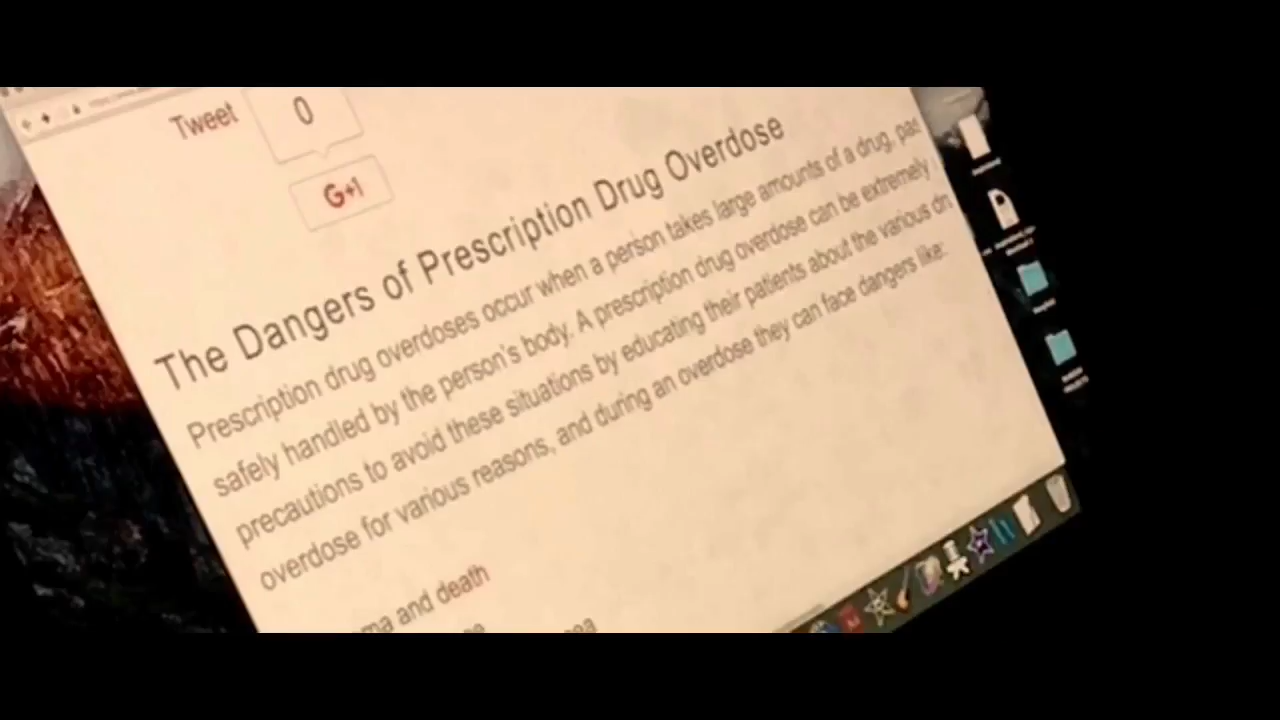 Tweet
0
G+1
The Dangers of Prescription Drug Overdose
Prescription drug overdoses occur when a person takes large amounts of a drug, pas
safely handled by the person's body. A prescription drug overdose can be extremely
precautions to avoid these situations by educating their patients about the various dr
overdose for various reasons, and during an overdose they can face dangers like:
ma and death